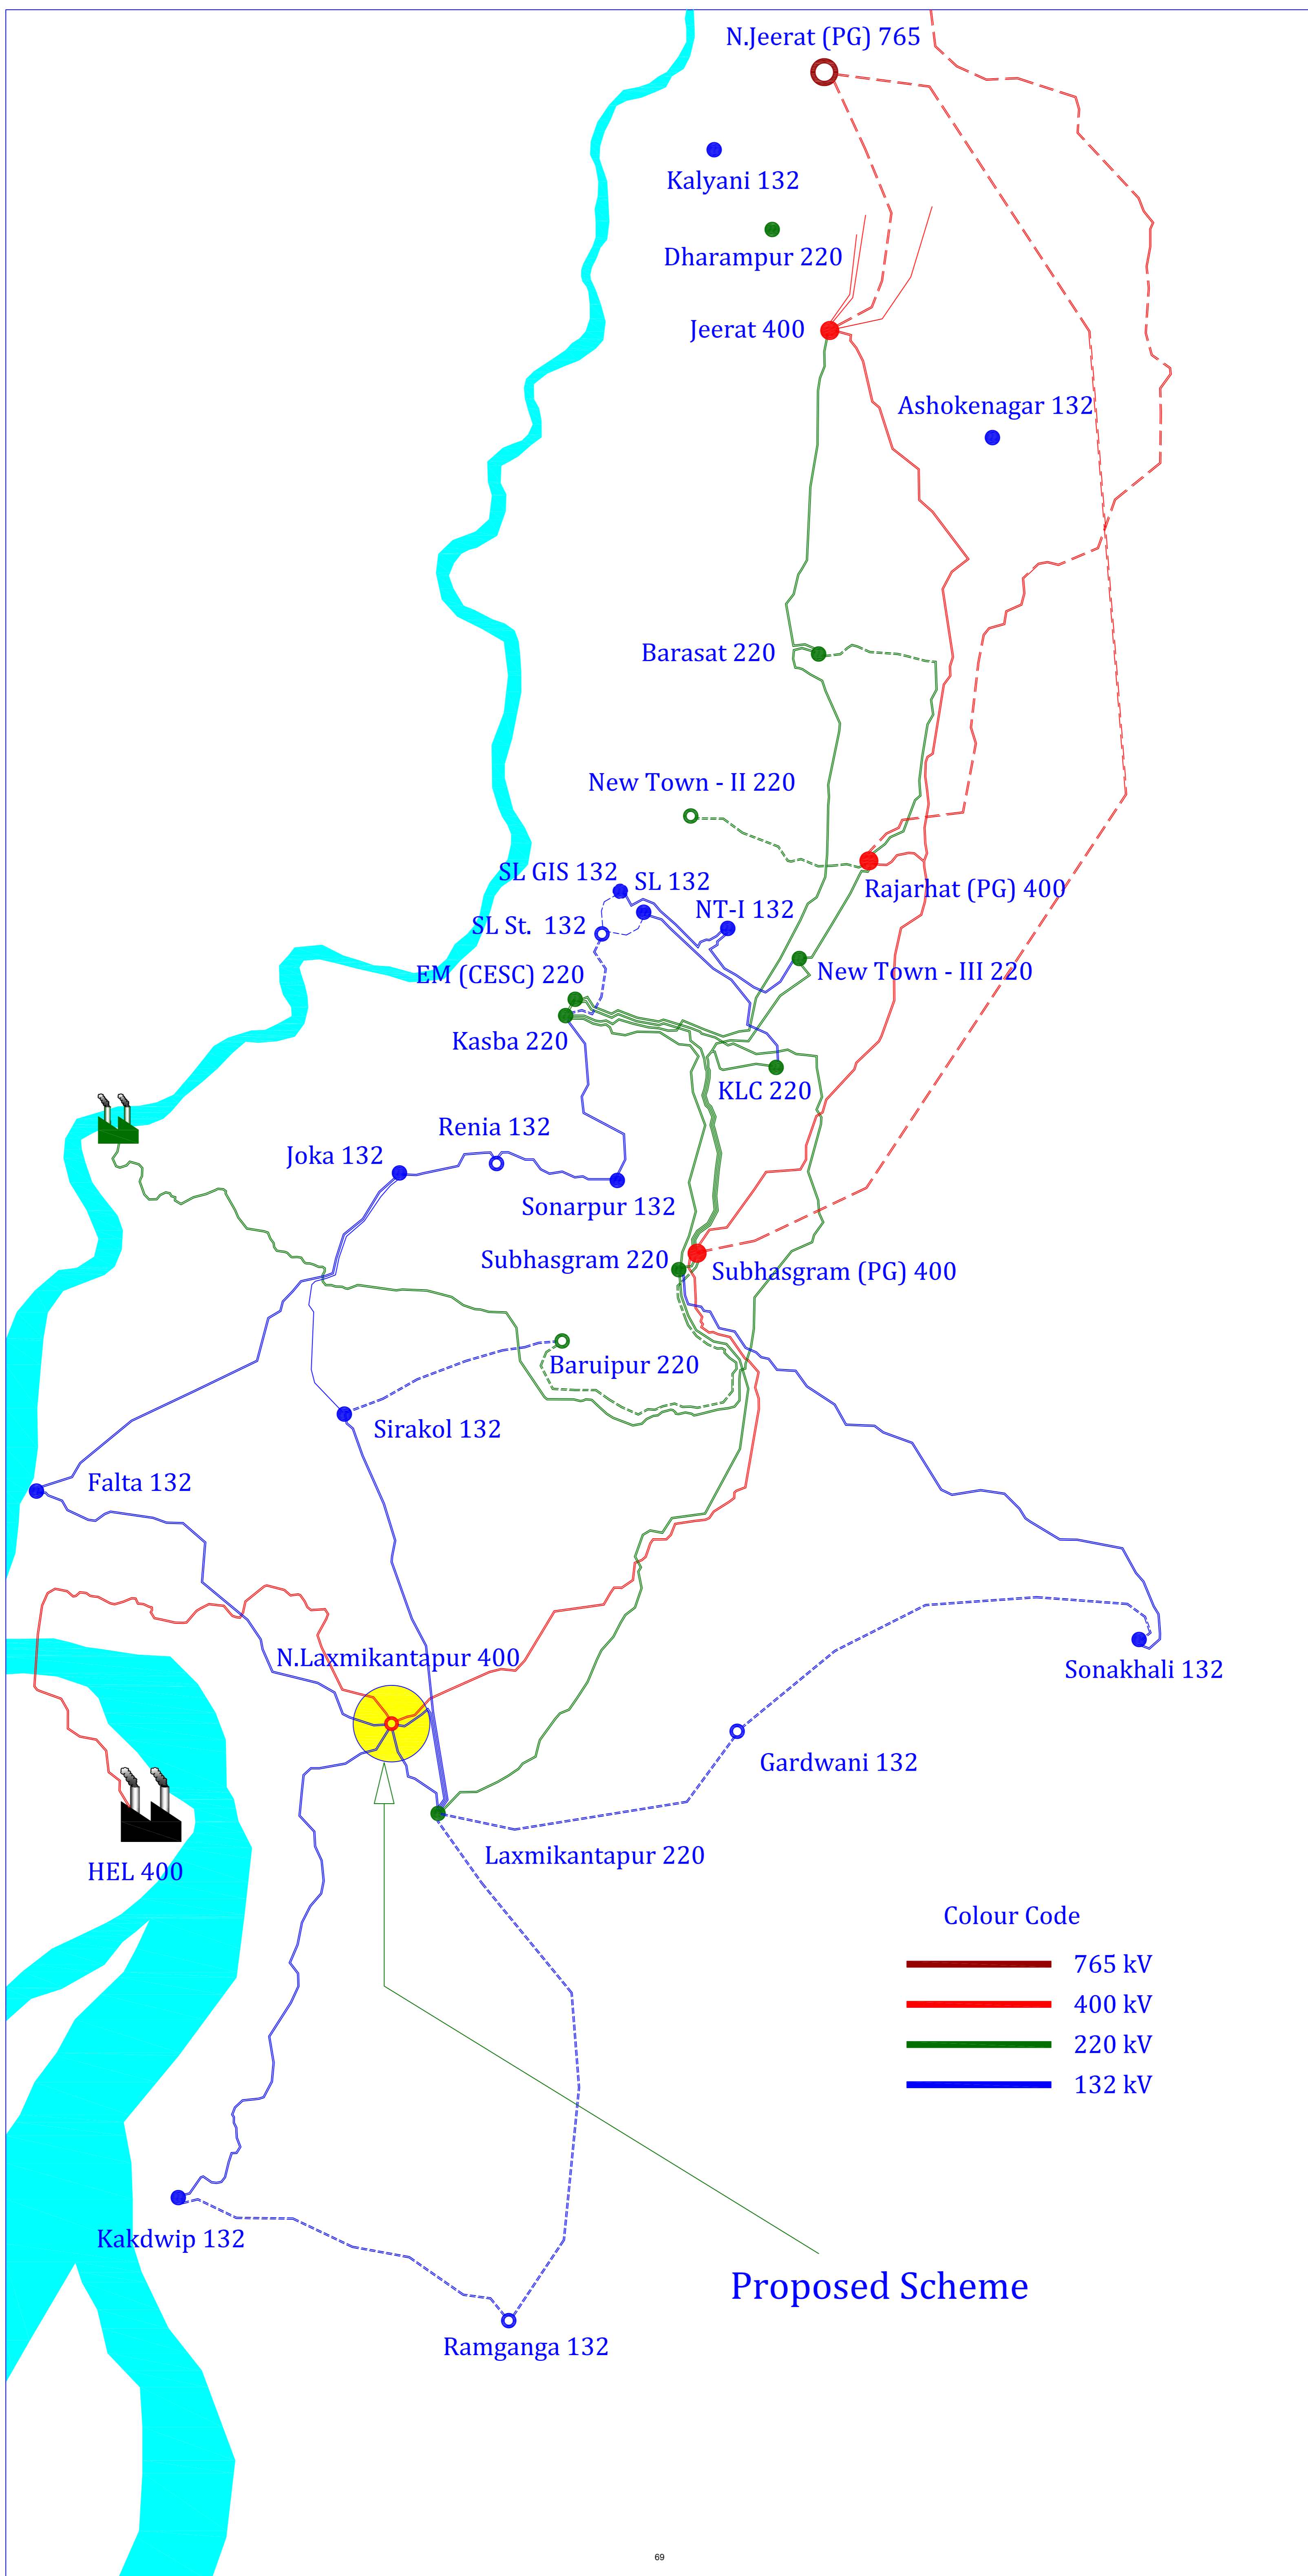 N.Jeerat (PG) 765
Kalyani 132
Dharampur 220
Jeerat 400
Ashokenagar 132
Barasat 220
New Town - II 220
SL GIS 132
SL 132
Rajarhat (PG) 400
NT-I 132
SL St. 132
EM (CESC) 220
New Town - III 220
Kasba 220
KLC 220
Renia 132
Joka 132
Sonarpur 132
Subhasgram 220
Subhasgram (PG) 400
Baruipur 220
Sirakol 132
Falta 132
N.Laxmikantapur 400
Sonakhali 132
Gardwani 132
Laxmikantapur 220
HEL 400
Colour Code
765 kV
400 kV
220 kV
132 kV
Kakdwip 132
Proposed Scheme
Ramganga 132
69